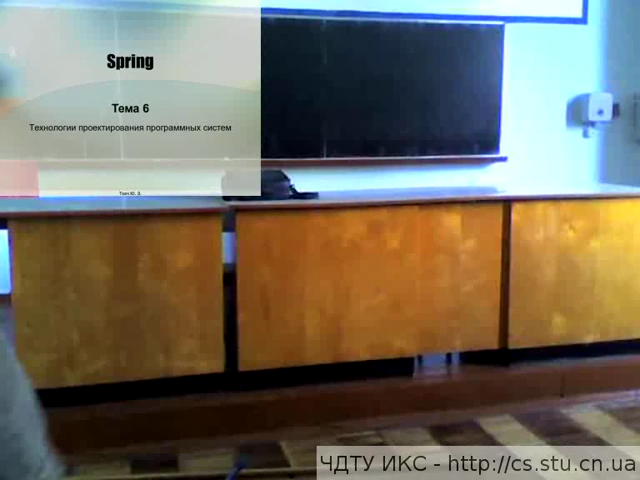 Spring
Тема 6
Технологии проектирования программных систем
ЧДТУ ИКС - http://cs.stu.cn.ua